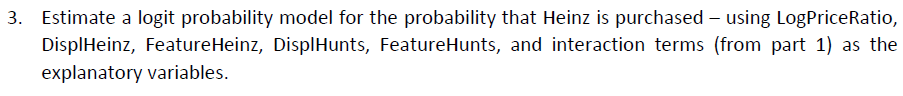 3. Estimate a logit probability model for the probability that Heinz is purchased – using LogPriceRatio,
DisplHeinz, FeatureHeinz, DisplHunts, FeatureHunts, and interaction terms (from part 1) as the
explanatory variables.